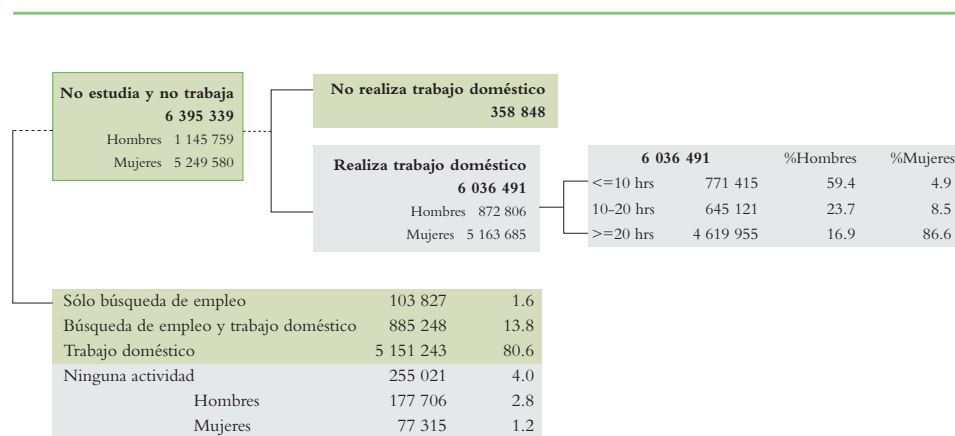 No estudia y no trabaja
6 395 339
Hombres 1 145 759
Mujeres 5 249 580
No realiza trabajo doméstico
358 848
Realiza trabajo doméstico
6 036 491
Hombres 872 806
Mujeres 5 163 685
6 036 491 %Hombres %Mujeres
<=10 hrs 771 415 59.4 4.9
10-20 hrs 645 121 23.7 8.5
>=20 hrs 4 619 955 16.9 86.6
Sólo búsqueda de empleo 103 827 1.6
Búsqueda de empleo y trabajo doméstico 885 248 13.8
Trabajo doméstico 5 151 243 80.6
Ninguna actividad 255 021 4.0
Hombres 177 706 2.8
Mujeres 77 315 1.2